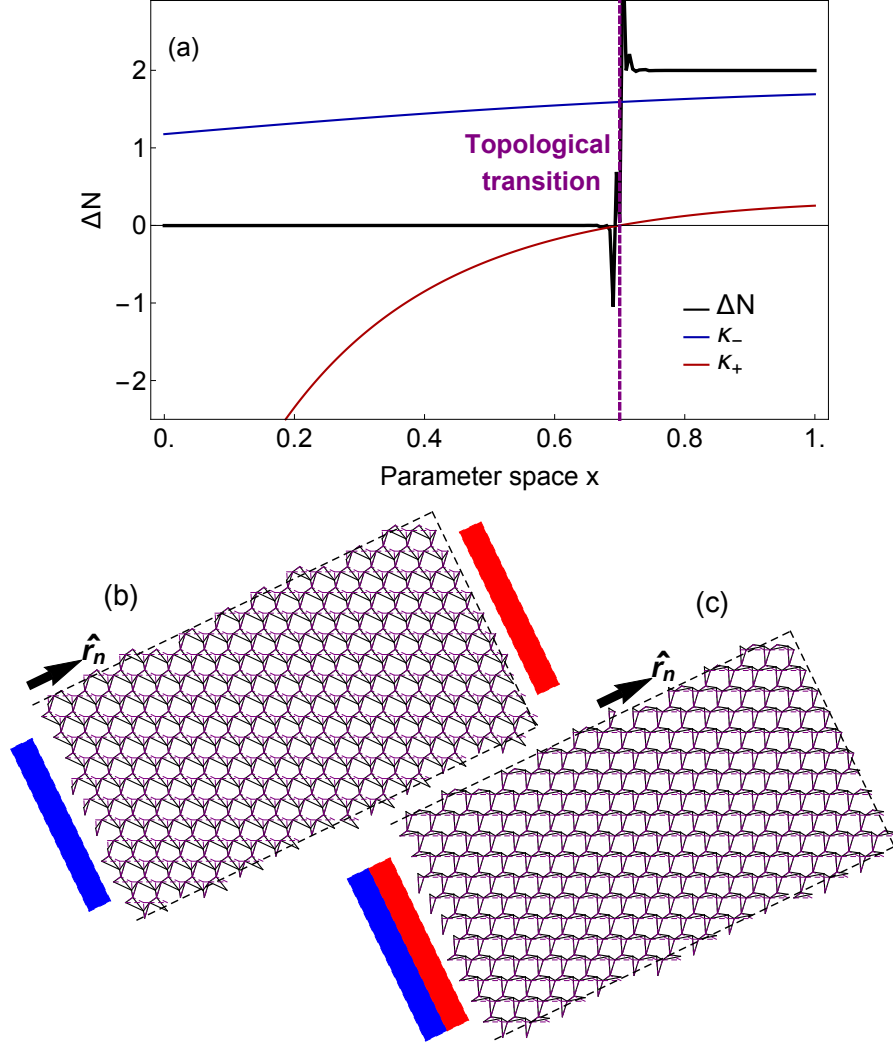 (a)
2
1
0
−1
−2
ΔN
Topological
transition
ΔN
κ₋
κ₊
0.
0.2
0.4
0.6
0.8
1.
Parameter space x
(b)
r̂ₙ
(c)
r̂ₙ